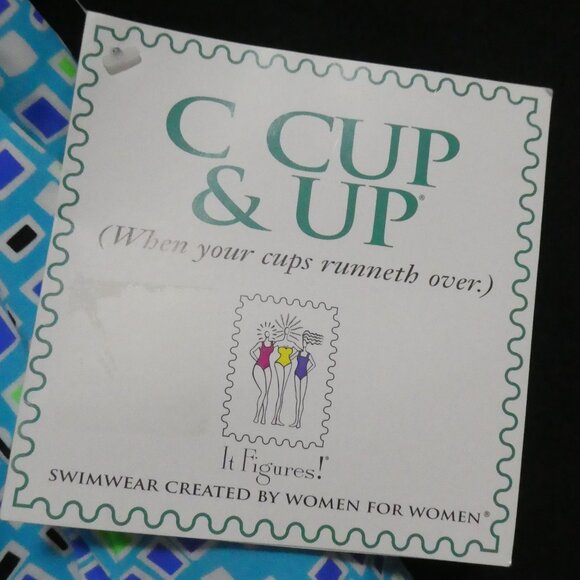 C CUP
& UP®
(When your cups runneth over.)
It Figures!®
SWIMWEAR CREATED BY WOMEN FOR WOMEN®